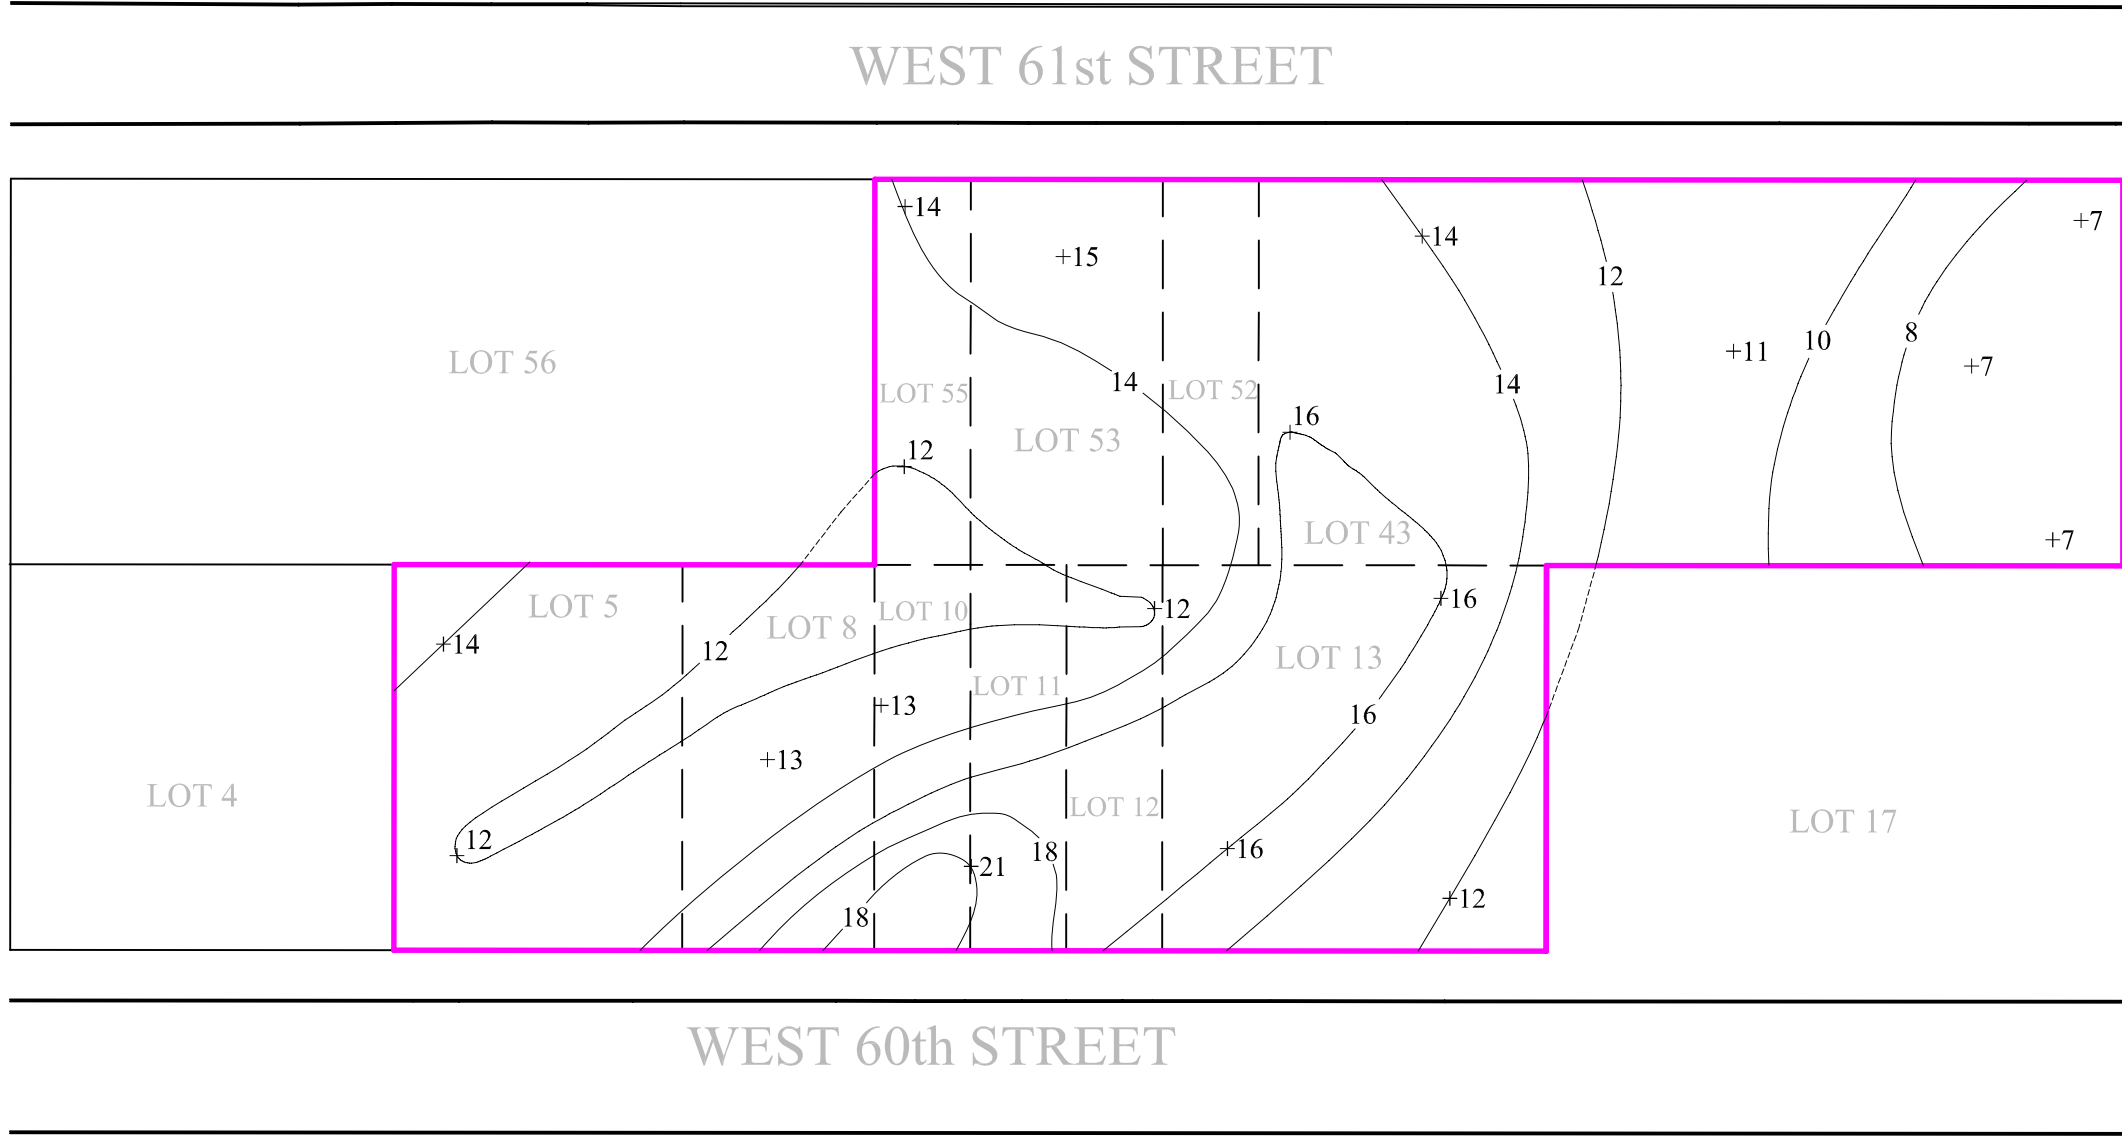 WEST 61st STREET
+14
+15
+14
+7
12
11
10
8
+7
LOT 56
14
14
LOT 55
LOT 52
16
LOT 53
12
LOT 43
+7
LOT 5
LOT 10
12
+16
LOT 8
+14
12
LOT 13
LOT 11
+13
16
+13
LOT 4
LOT 12
LOT 17
12
18
+16
+21
+12
18
WEST 60th STREET